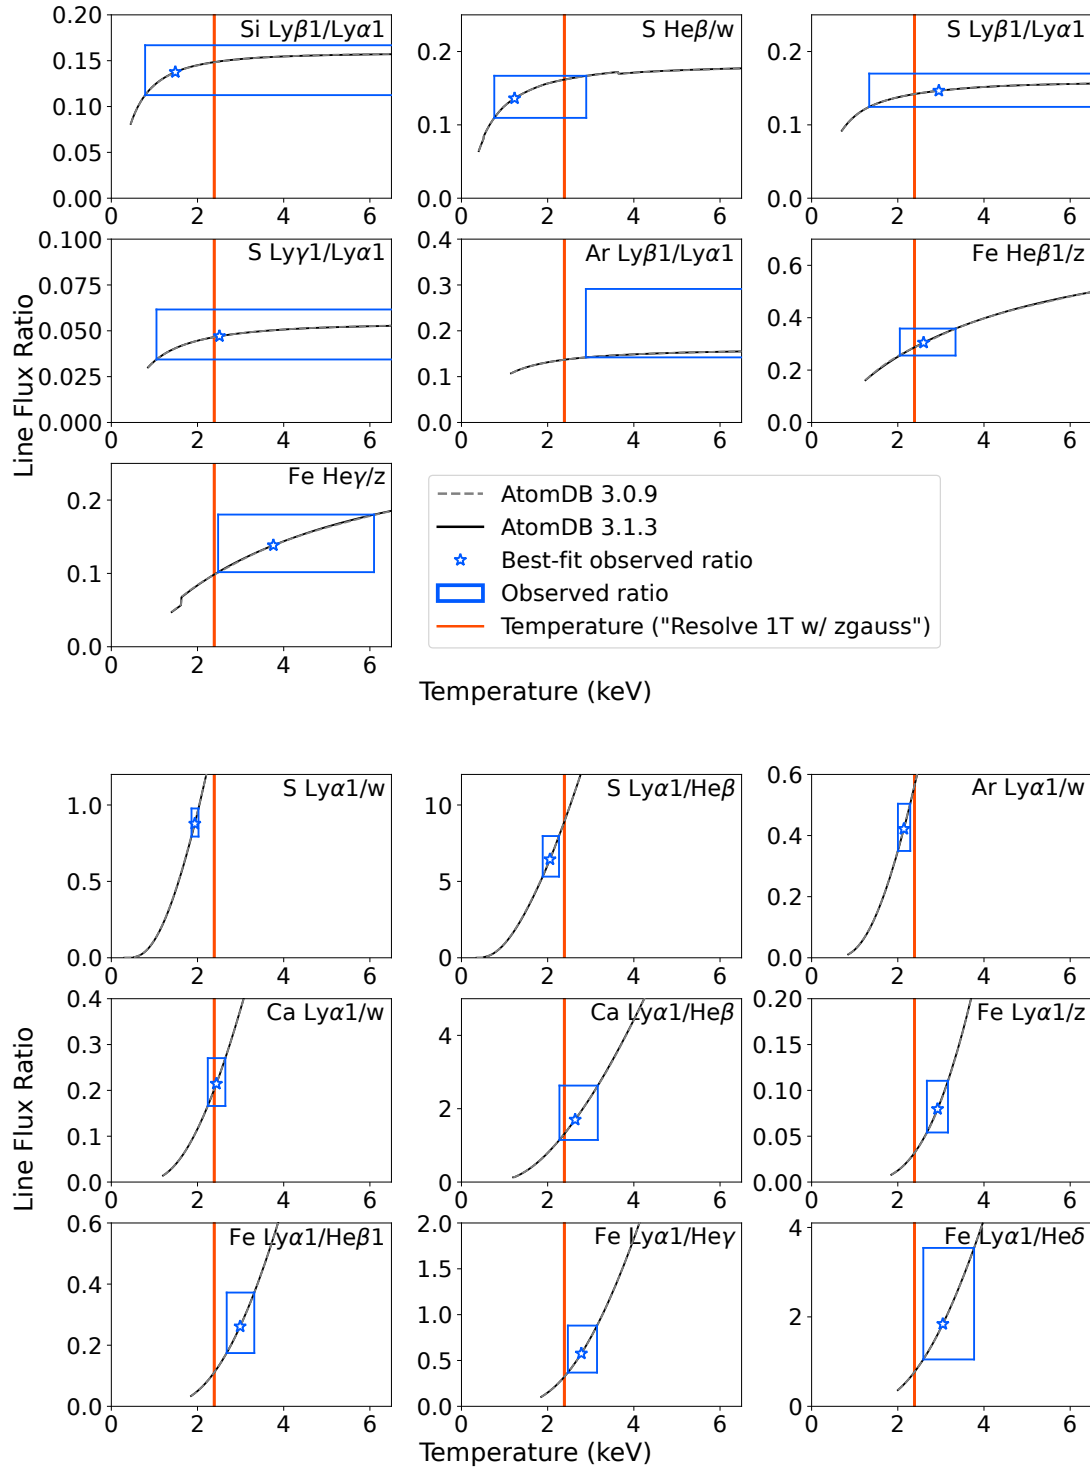 Si Lyβ1/Lyα1
0.20
0.15
0.10
0.05
0.00
0 2 4 6
S Heβ/w
0.2
0.1
0.0
0 2 4 6
S Lyβ1/Lyα1
0.2
0.1
0.0
0 2 4 6
S Lyγ1/Lyα1
0.100
0.075
0.050
0.025
0.000
0 2 4 6
Ar Lyβ1/Lyα1
0.4
0.3
0.2
0.1
0.0
0 2 4 6
Fe Heβ1/z
0.6
0.4
0.2
0.0
0 2 4 6
Line Flux Ratio
Fe Heγ/z
0.2
0.1
0.0
0 2 4 6
AtomDB 3.0.9
AtomDB 3.1.3
Best-fit observed ratio
Observed ratio
Temperature ("Resolve 1T w/ zgauss")
Temperature (keV)
S Lyα1/w
1.0
0.5
0.0
0 2 4 6
S Lyα1/Heβ
10
5
0
0 2 4 6
Ar Lyα1/w
0.6
0.4
0.2
0.0
0 2 4 6
Ca Lyα1/w
0.4
0.3
0.2
0.1
0.0
0 2 4 6
Ca Lyα1/Heβ
4
2
0
0 2 4 6
Fe Lyα1/z
0.20
0.15
0.10
0.05
0.00
0 2 4 6
Line Flux Ratio
Fe Lyα1/Heβ1
0.6
0.4
0.2
0.0
0 2 4 6
Fe Lyα1/Heγ
2.0
1.5
1.0
0.5
0.0
0 2 4 6
Fe Lyα1/Heδ
4
2
0
0 2 4 6
Temperature (keV)